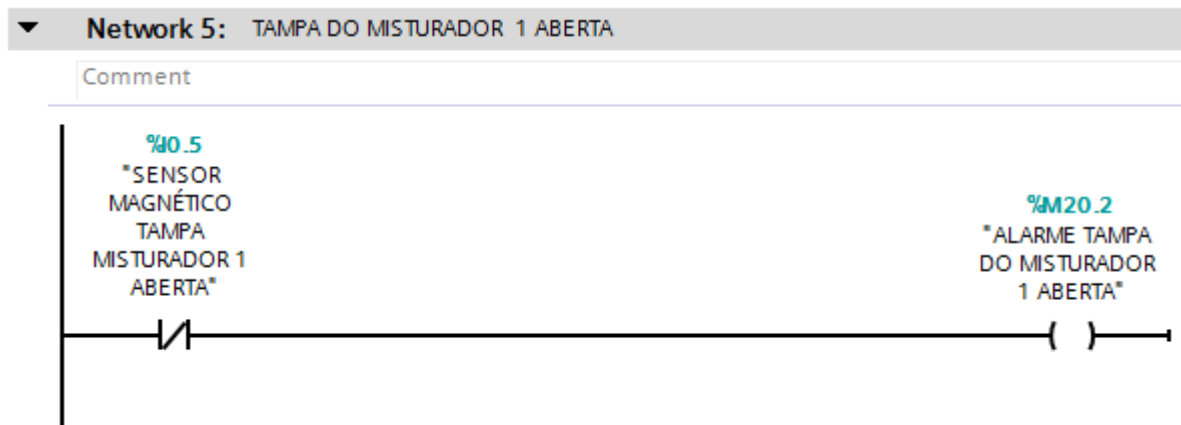 Network 5: TAMPA DO MISTURADOR 1 ABERTA
Comment
%I0.5
"SENSOR
MAGNÉTICO
TAMPA
MISTURADOR 1
ABERTA"
%M20.2
"ALARME TAMPA
DO MISTURADOR
1 ABERTA"